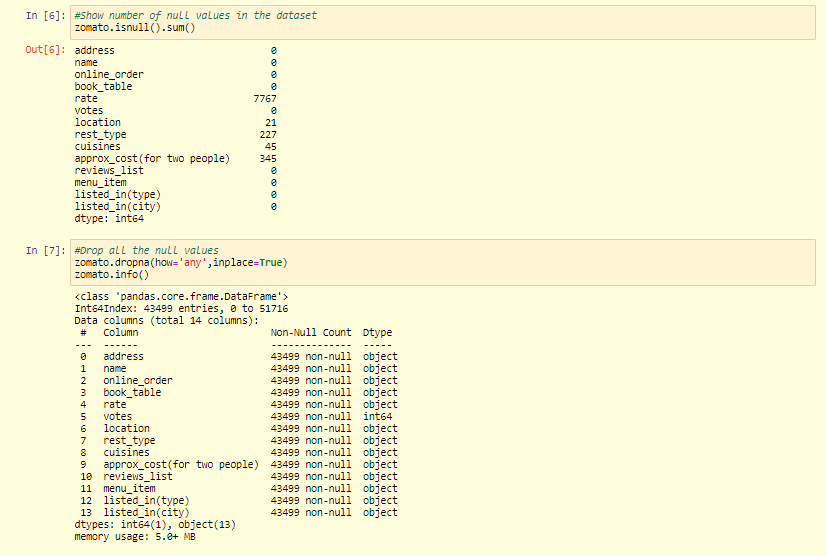 In [6]: #Show number of null values in the dataset
zomato.isnull().sum()
Out[6]: address 0
name 0
online_order 0
book_table 0
rate 7767
votes 0
location 21
rest_type 227
cuisines 45
approx_cost(for two people) 345
reviews_list 0
menu_item 0
listed_in(type) 0
listed_in(city) 0
dtype: int64
In [7]: #Drop all the null values
zomato.dropna(how='any',inplace=True)
zomato.info()
<class 'pandas.core.frame.DataFrame'>
Int64Index: 43499 entries, 0 to 51716
Data columns (total 14 columns):
# Column Non-Null Count Dtype
--- ------ -------------- -----
0 address 43499 non-null object
1 name 43499 non-null object
2 online_order 43499 non-null object
3 book_table 43499 non-null object
4 rate 43499 non-null object
5 votes 43499 non-null int64
6 location 43499 non-null object
7 rest_type 43499 non-null object
8 cuisines 43499 non-null object
9 approx_cost(for two people) 43499 non-null object
10 reviews_list 43499 non-null object
11 menu_item 43499 non-null object
12 listed_in(type) 43499 non-null object
13 listed_in(city) 43499 non-null object
dtypes: int64(1), object(13)
memory usage: 5.0+ MB